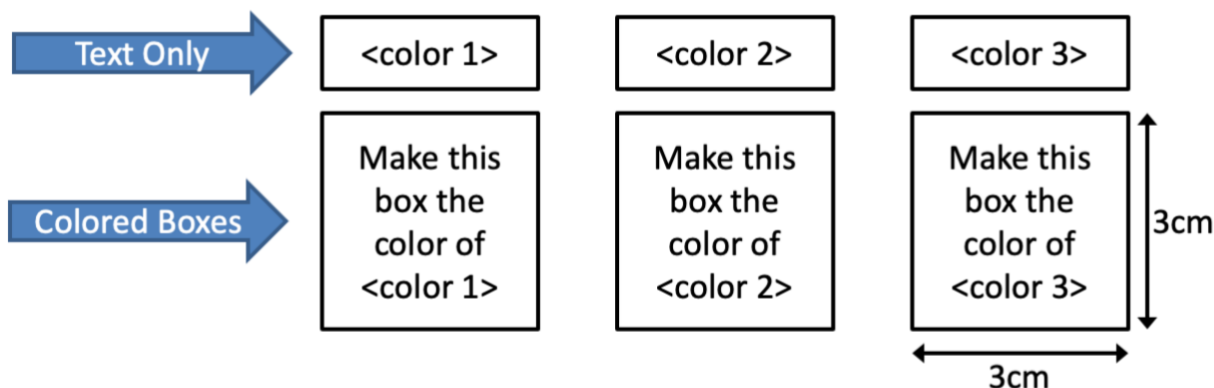 Text Only
<color 1>
<color 2>
<color 3>
Colored Boxes
Make this
box the
color of
<color 1>
Make this
box the
color of
<color 2>
Make this
box the
color of
<color 3>
3cm
3cm